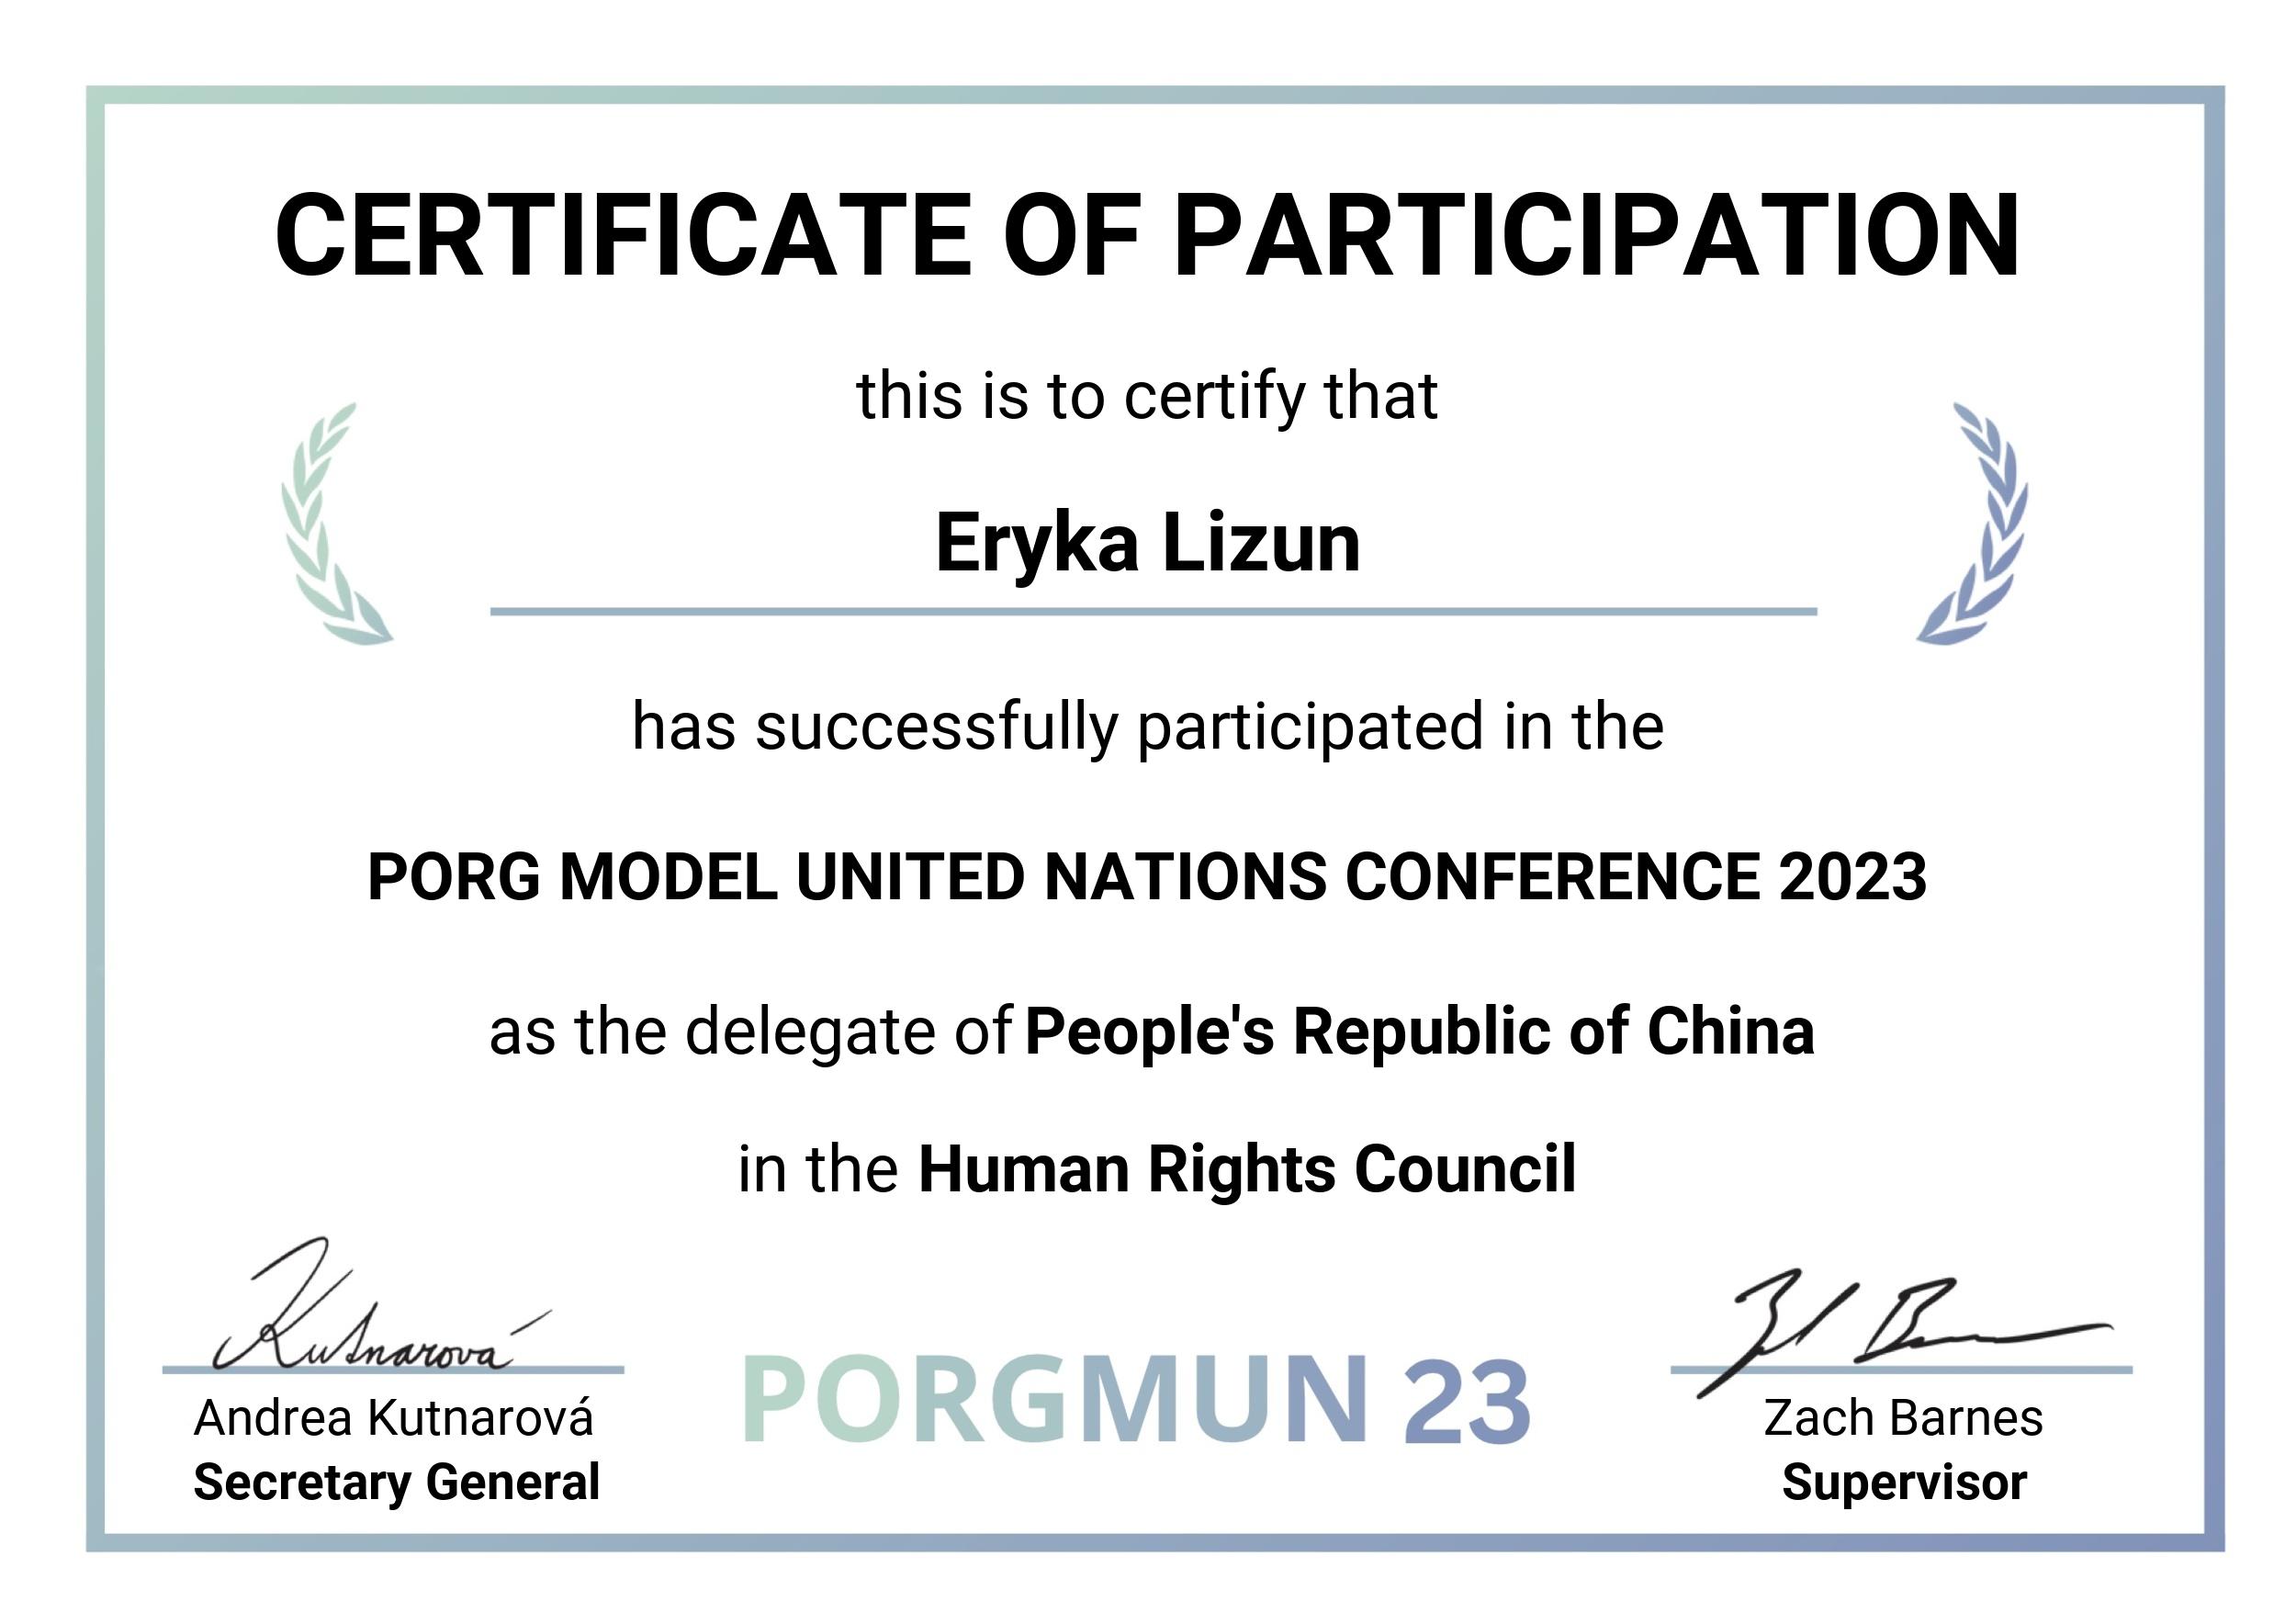 CERTIFICATE OF PARTICIPATION
this is to certify that
Eryka Lizun
has successfully participated in the
PORG MODEL UNITED NATIONS CONFERENCE 2023
as the delegate of People's Republic of China
in the Human Rights Council
Kutnarová
Andrea Kutnarová
Secretary General
PORGMUN 23
Zach Barnes
Supervisor